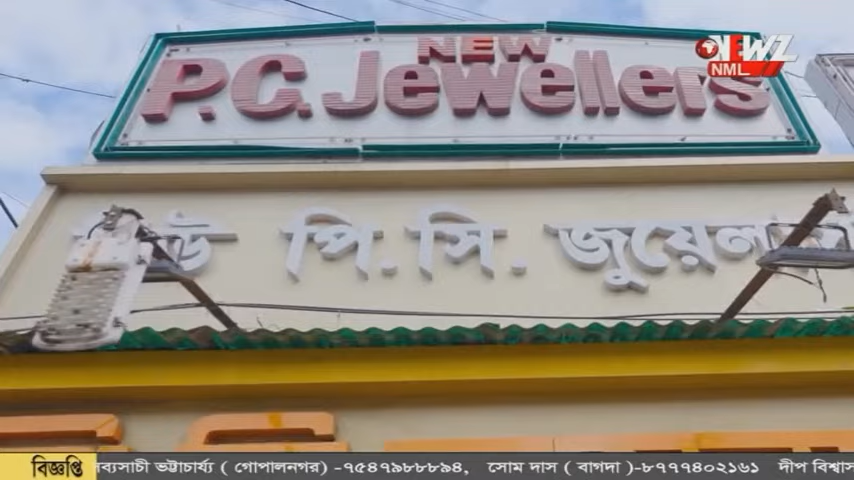 NEW
P.C. Jewellers
NEWZ
NML
উ পি. সি. জুয়েলা
বিজ্ঞপ্তি
ব্যসাচী ভট্টাচার্য্য ( গোপালনগর) -৭৫৪৭৯৮৮৮৯৪, সোম দাস ( বাগদা) -৮৭৭৭৪০২১৬১ দীপ বিশ্বাস